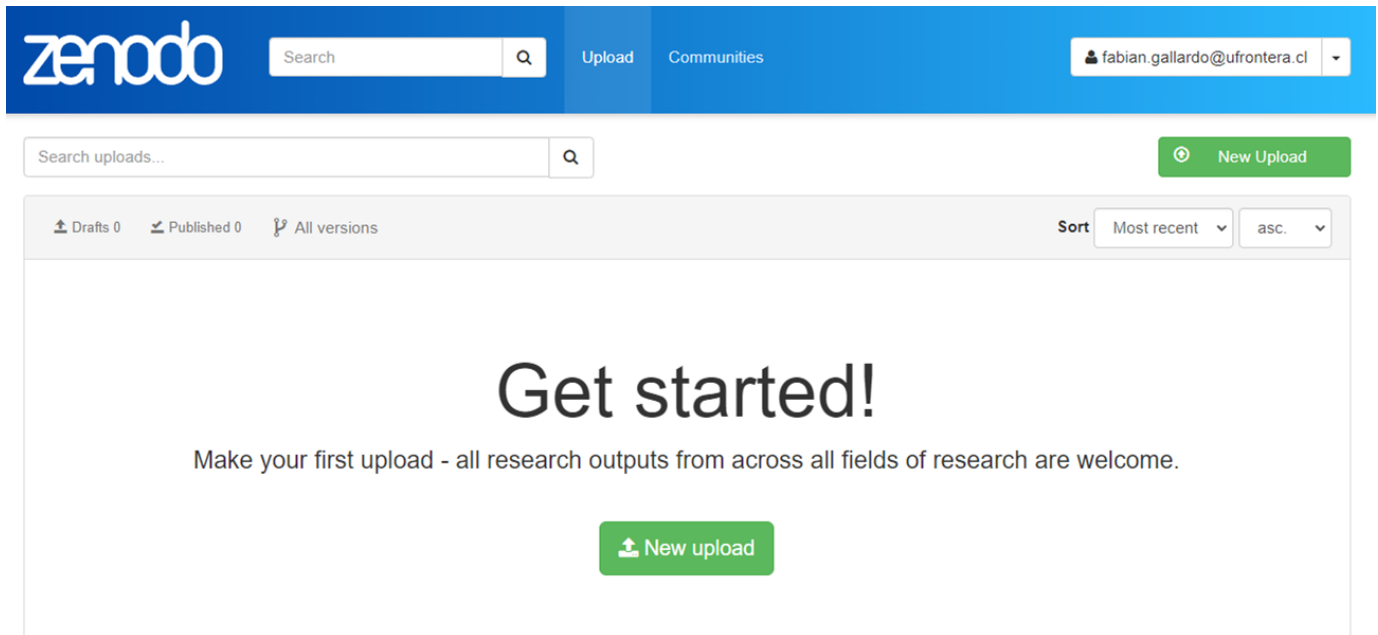 zenodo Search Upload Communities fabian.gallardo@ufrontera.cl
Search uploads... New Upload
Drafts 0 Published 0 All versions Sort Most recent asc.
Get started!
Make your first upload - all research outputs from across all fields of research are welcome.
New upload